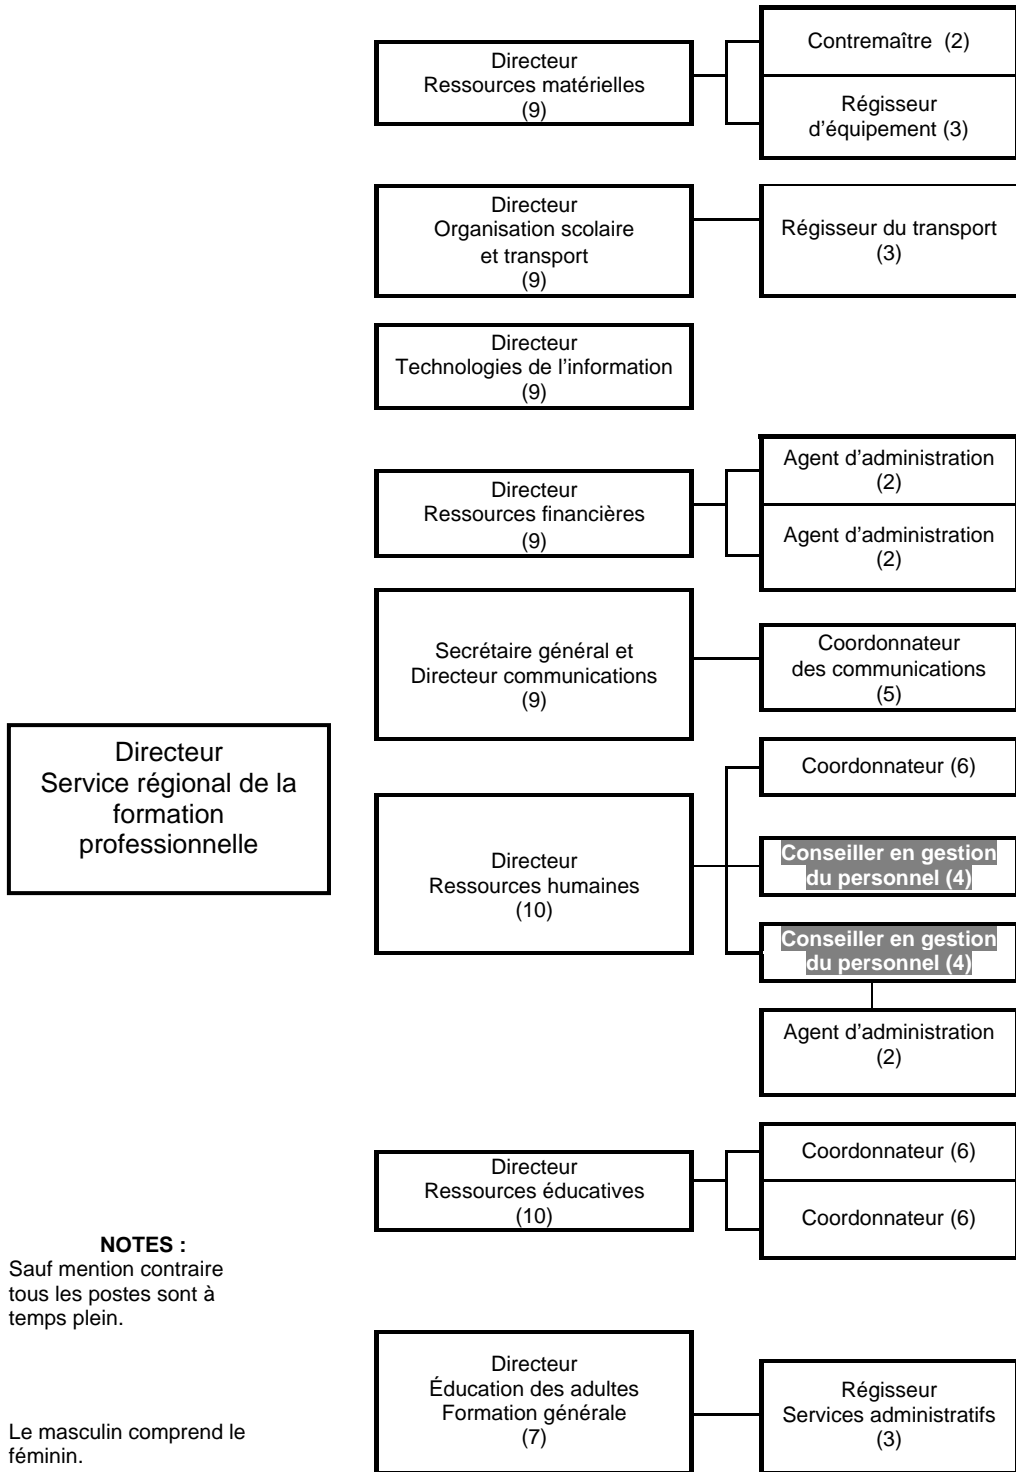 Directeur
Ressources matérielles
(9)
Contremaître (2)
Régisseur
d'équipement (3)
Directeur
Organisation scolaire
et transport
(9)
Régisseur du transport
(3)
Directeur
Technologies de l'information
(9)
Directeur
Ressources financières
(9)
Agent d'administration
(2)
Agent d'administration
(2)
Secrétaire général et
Directeur communications
(9)
Coordonnateur
des communications
(5)
Directeur
Service régional de la
formation
professionnelle
Directeur
Ressources humaines
(10)
Coordonnateur (6)
Conseiller en gestion
du personnel (4)
Conseiller en gestion
du personnel (4)
Agent d'administration
(2)
Directeur
Ressources éducatives
(10)
Coordonnateur (6)
Coordonnateur (6)
NOTES :
Sauf mention contraire
tous les postes sont à
temps plein.
Le masculin comprend le
féminin.
Directeur
Éducation des adultes
Formation générale
(7)
Régisseur
Services administratifs
(3)